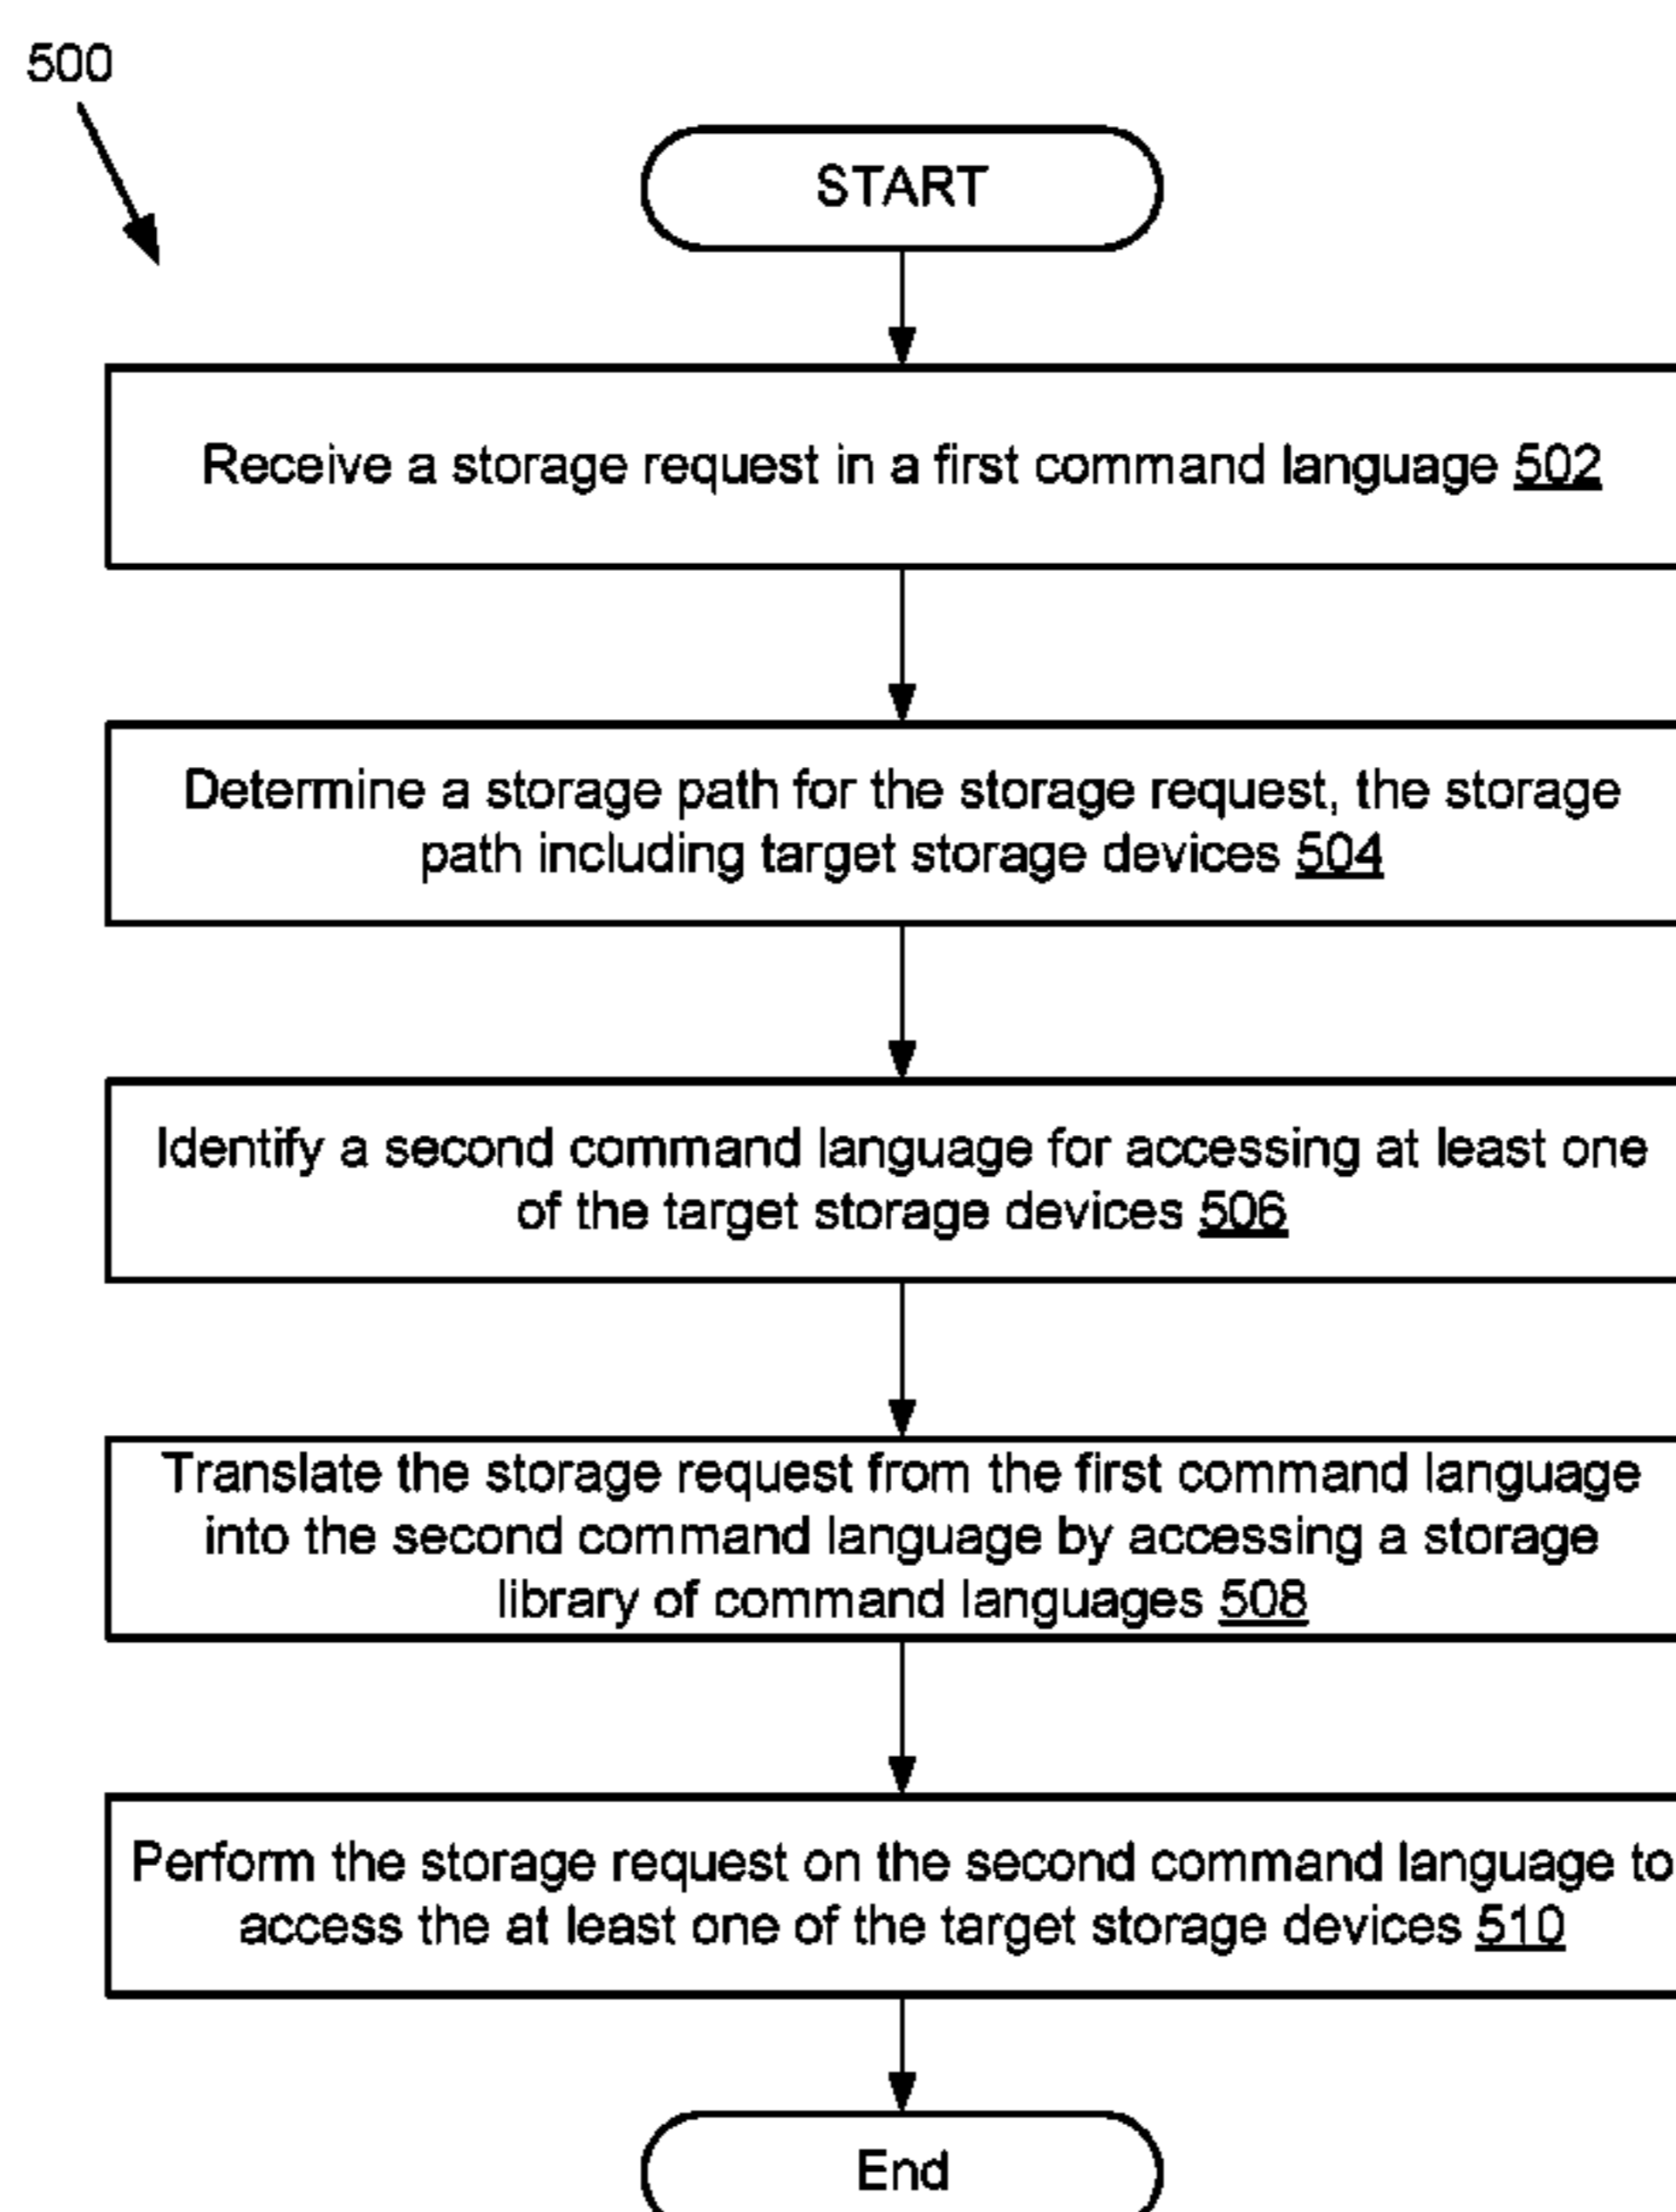 500
START
Receive a storage request in a first command language 502
Determine a storage path for the storage request, the storage
path including target storage devices 504
Identify a second command language for accessing at least one
of the target storage devices 506
Translate the storage request from the first command language
into the second command language by accessing a storage
library of command languages 508
Perform the storage request on the second command language to
access the at least one of the target storage devices 510
End